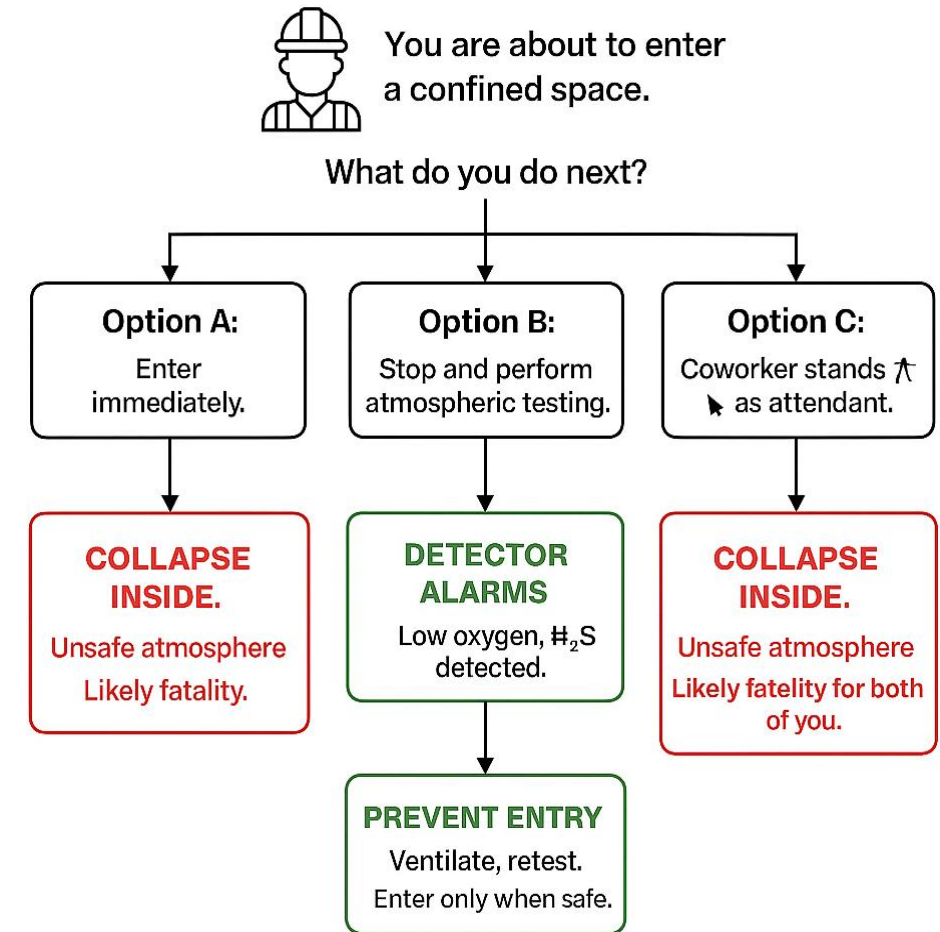 You are about to enter
a confined space.
What do you do next?
Option A:
Enter
immediately.
Option B:
Stop and perform
atmospheric testing.
Option C:
Coworker stands
as attendant.
COLLAPSE
INSIDE.
Unsafe atmosphere
Likely fatality.
DETECTOR
ALARMS
Low oxygen, H₂S
detected.
COLLAPSE
INSIDE.
Unsafe atmosphere
Likely fatelity for both
of you.
PREVENT ENTRY
Ventilate, retest.
Enter only when safe.